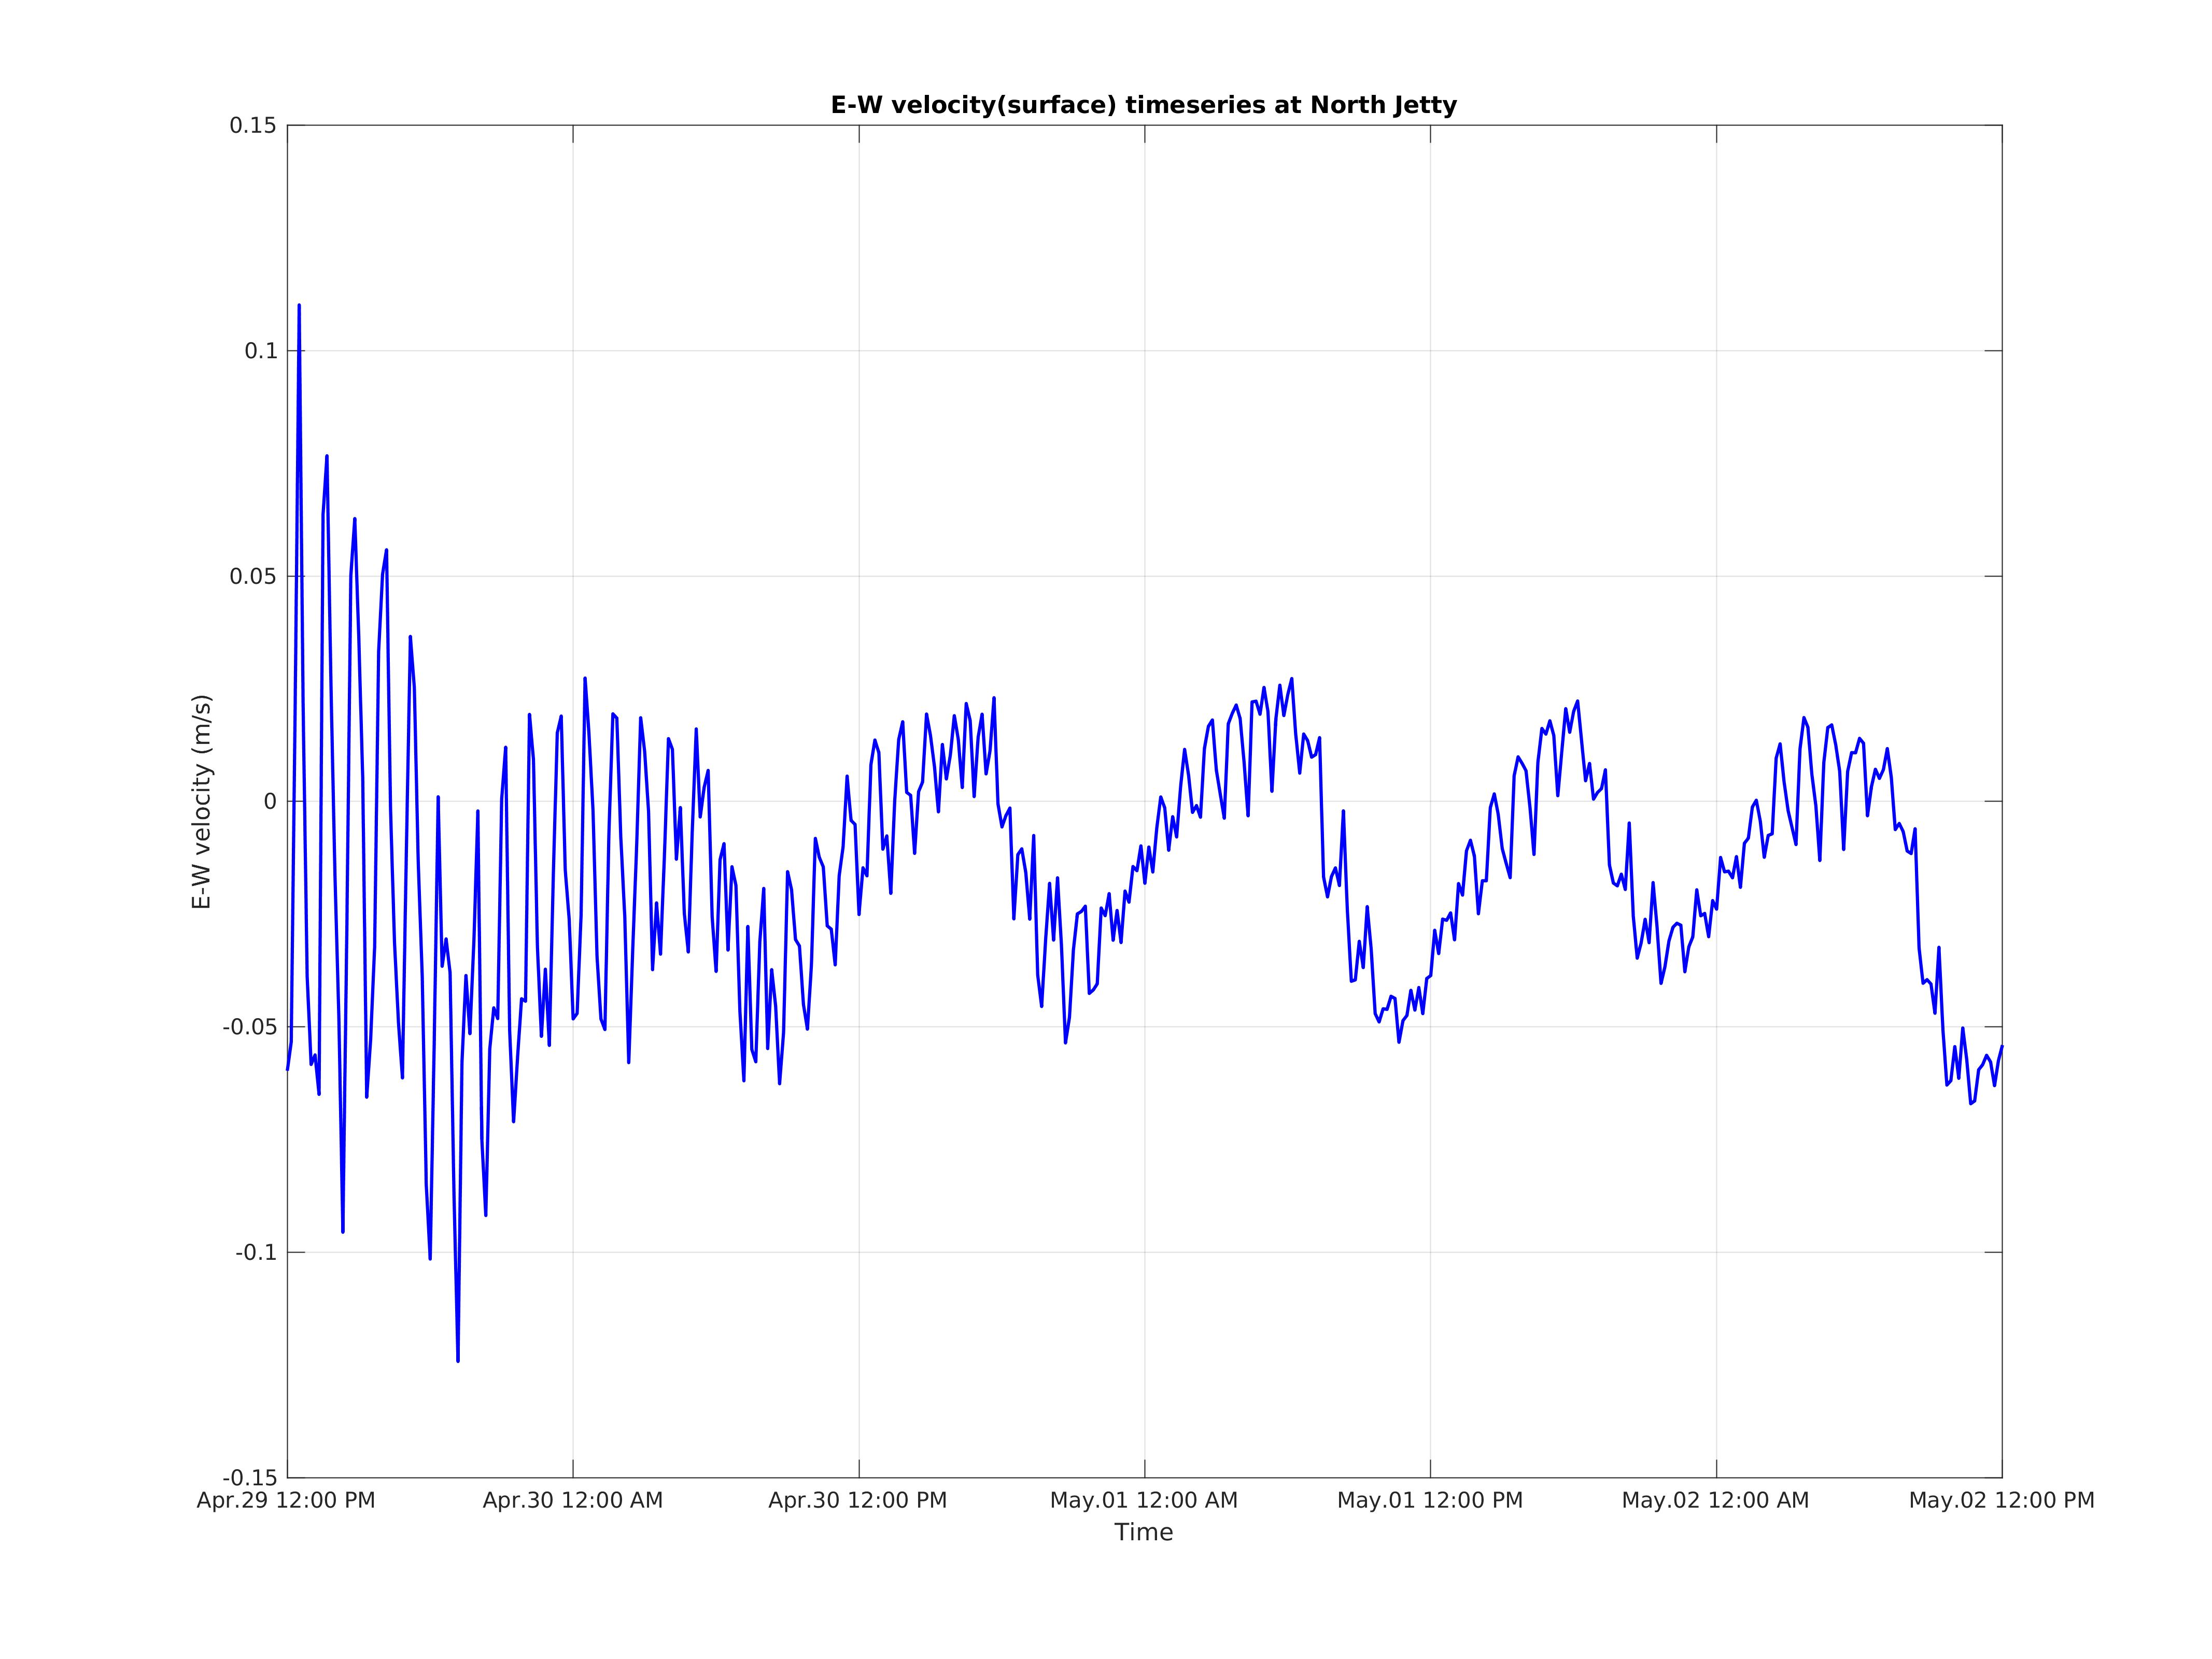 E-W velocity(surface) timeseries at North Jetty
0.15
0.1
0.05
0
-0.05
-0.1
-0.15
E-W velocity (m/s)
Apr.29 12:00 PM
Apr.30 12:00 AM
Apr.30 12:00 PM
May.01 12:00 AM
May.01 12:00 PM
May.02 12:00 AM
May.02 12:00 PM
Time